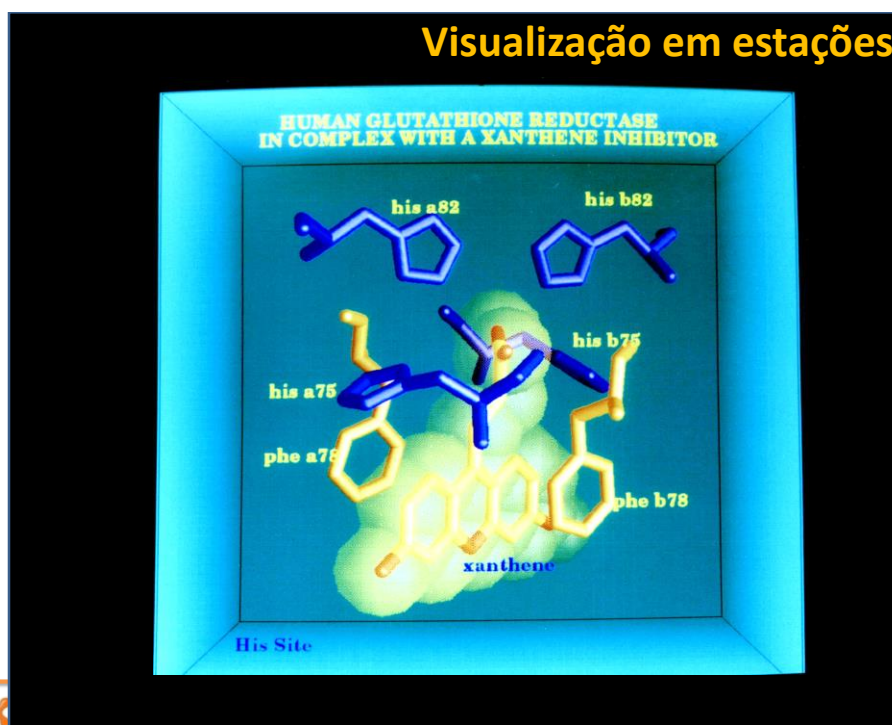 Visualização em estações
HUMAN GLUTATHIONE REDUCTASE
IN COMPLEX WITH A XANTHENE INHIBITOR
his a82
his b82
his b75
his a75
phe a78
phe b78
xanthene
His Site